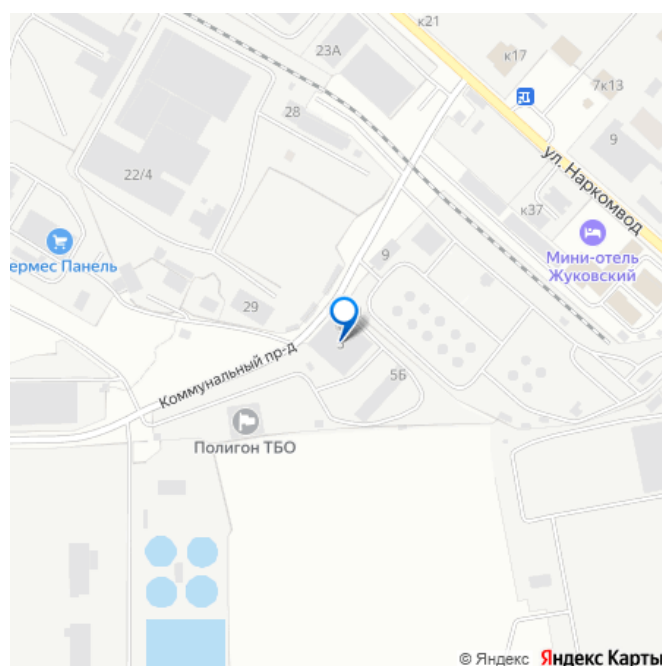 к21
23А
к17
7к13
28
9
ул. Наркомвод
22/4
к37
Мини-отель
Жуковский
ермес Панель
9
29
3
Коммунальный пр-д
5Б
Полигон ТБО
© Яндекс Яндекс Карты